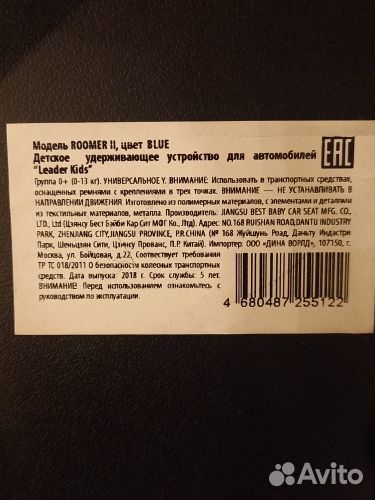 Модель ROOMER II, цвет BLUE
Детское удерживающее устройство для автомобилей
"Leader Kids"
EAC
Группа 0+ (0-13 кг). УНИВЕРСАЛЬНОЕ Y. ВНИМАНИЕ: Использовать в транспортных средствах,
оснащенных ремнями с креплениями в трех точках. ВНИМАНИЕ — НЕ УСТАНАВЛИВАТЬ В
НАПРАВЛЕНИИ ДВИЖЕНИЯ. Изготовлено из полимерных материалов, с элементами и деталями
из текстильных материалов, металла. Производитель: JIANGSU BEST BABY CAR SEAT MFG. CO.,
LTD., Ltd (Цзянсу Бест Бэйби Кар Сит МФГ Ко., Лтд). Адрес: NO.168 RUISHAN ROAD,DANTU INDUSTRY
PARK, ZHENJIANG CITY,JIANGSU PROVINCE, P.R.CHINA (№ 168 Жуйшунь Роад, Даньту Индастри
Парк, Шеньцзян Сити, Цзянсу Прованс, П.Р. Китай). Импортер: ООО «ДИНА ВОРЛД», 107150, г.
Москва, ул. Бойцовая, д.22. Соответствует требования
ТР ТС 018/2011 О безопасности колесных транспортных
средств. Дата выпуска 2018 г. Срок службы: 5 лет.
ВНИМАНИЕ! Перед использованием ознакомьтесь с
руководством по эксплуатации.
4 680487 255122
Avito